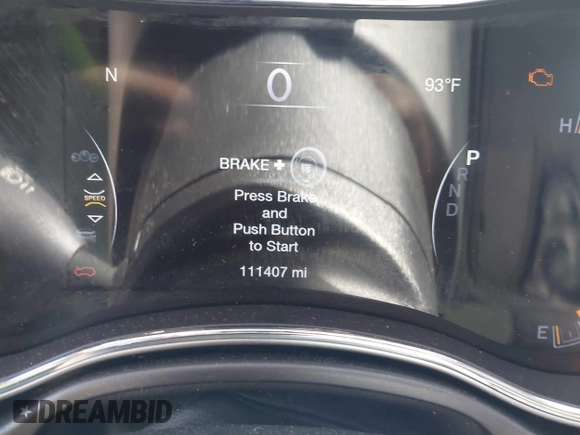 N
0
93°F
H
BRAKE +
P
R
N
D
SPEED
Press Brake
and
Push Button
to Start
111407 mi
E
DREAMBID